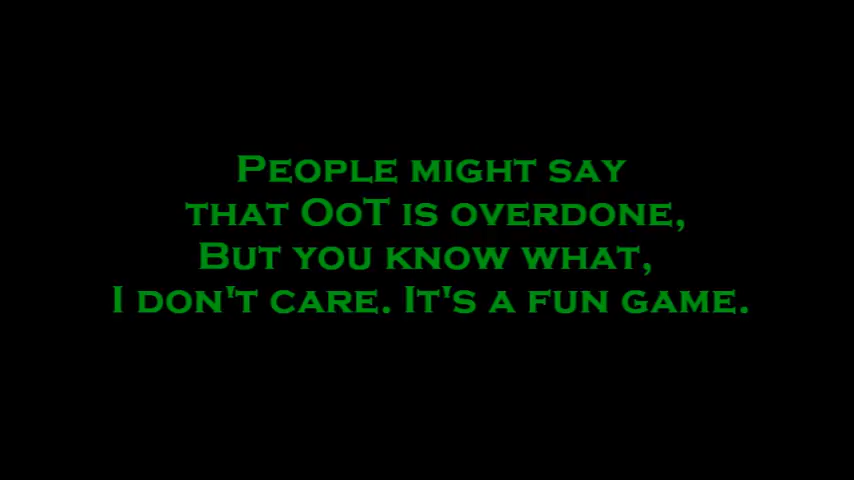 People might say
that OoT is overdone,
But you know what,
I don't care. It's a fun game.